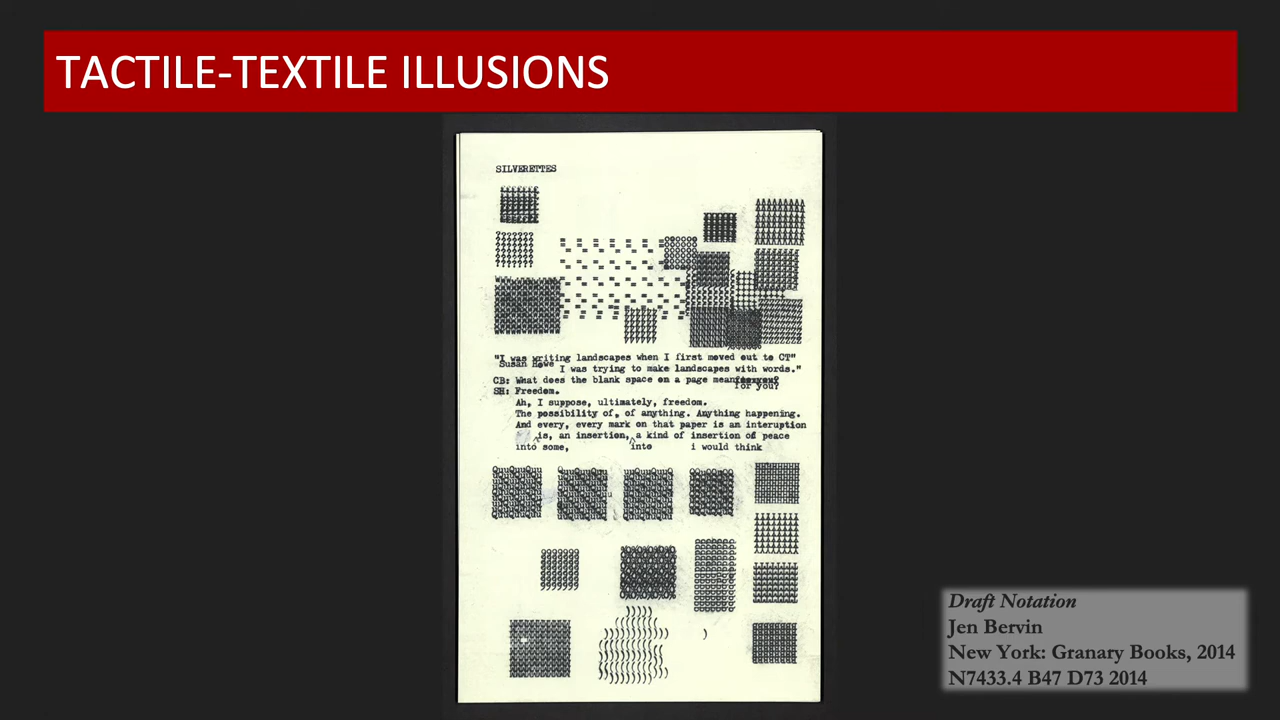 TACTILE-TEXTILE ILLUSIONS
SILVERETTES
"I was writing landscapes when I first moved out to CT"
Susan Howe
I was trying to make landscapes with words."
CB: What does the blank space on a page mean
for you?
SH: Freedom.
Ah, I suppose, ultimately, freedom.
The possibility of, of anything. Anything happening.
And every, every mark on that paper is an interuption
is, an insertion, a kind of insertion of peace
into some, into i would think
Draft Notation
Jen Bervin
New York: Granary Books, 2014
N7433.4 B47 D73 2014